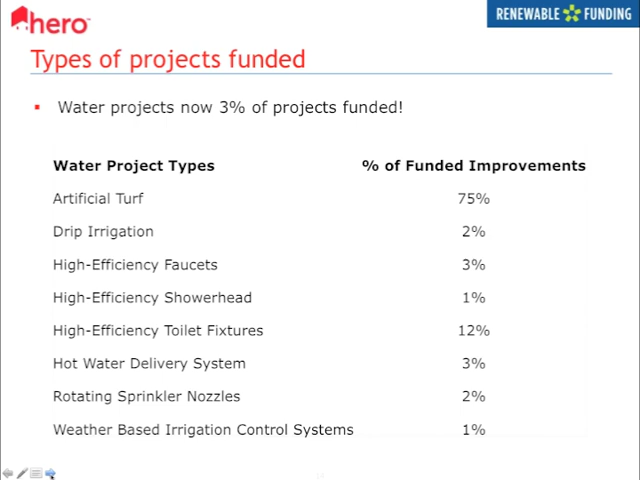 hero
RENEWABLE FUNDING
Types of projects funded
Water projects now 3% of projects funded!
Water Project Types % of Funded Improvements
Artificial Turf 75%
Drip Irrigation 2%
High-Efficiency Faucets 3%
High-Efficiency Showerhead 1%
High-Efficiency Toilet Fixtures 12%
Hot Water Delivery System 3%
Rotating Sprinkler Nozzles 2%
Weather Based Irrigation Control Systems 1%